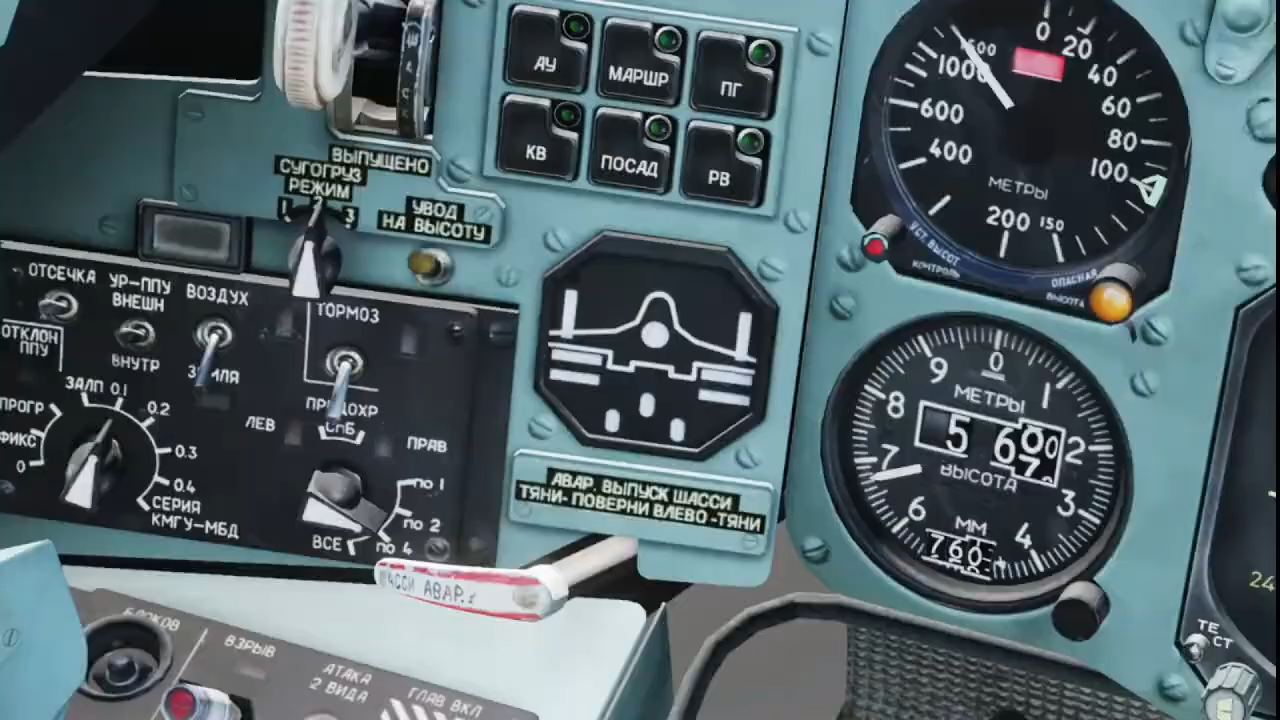 АУ
МАРШР
ПГ
КВ
ПОСАД
РВ
ВЫПУЩЕНО
СУГОГРУЗ
РЕЖИМ
1 2 3
УВОД
НА ВЫСОТУ
ОТСЕЧКА
УР-ППУ
ВНЕШН
ВОЗДУХ
ТОРМОЗ
ОТКЛОН
ППУ
ВНУТР
ЗЕМЛЯ
ПРЕДОХР
СПБ
ЗАЛП 0,1
0.2
0.3
0.4
СЕРИЯ
КМГУ-МБД
ПРОГР
ФИКС
0
ЛЕВ
ПРАВ
ПО 1
ПО 2
ПО 4
ВСЕ
АВАР. ВЫПУСК ШАССИ
ТЯНИ- ПОВЕРНИ ВЛЕВО -ТЯНИ
ШАССИ АВАР.
ВЗРЫВ
АТАКА
2 ВИДА
ГЛАВ ВКЛ
0 20 40 60 80 100 150 200 400 600 1000 1500
МЕТРЫ
УСТ. ВЫСОТ
КОНТРОЛЬ
ОПАСНАЯ
ВЫСОТА
0 1 2 3 4 6 7 8 9
МЕТРЫ
5 6
ВЫСОТА
ММ
760
ТЕСТ
24